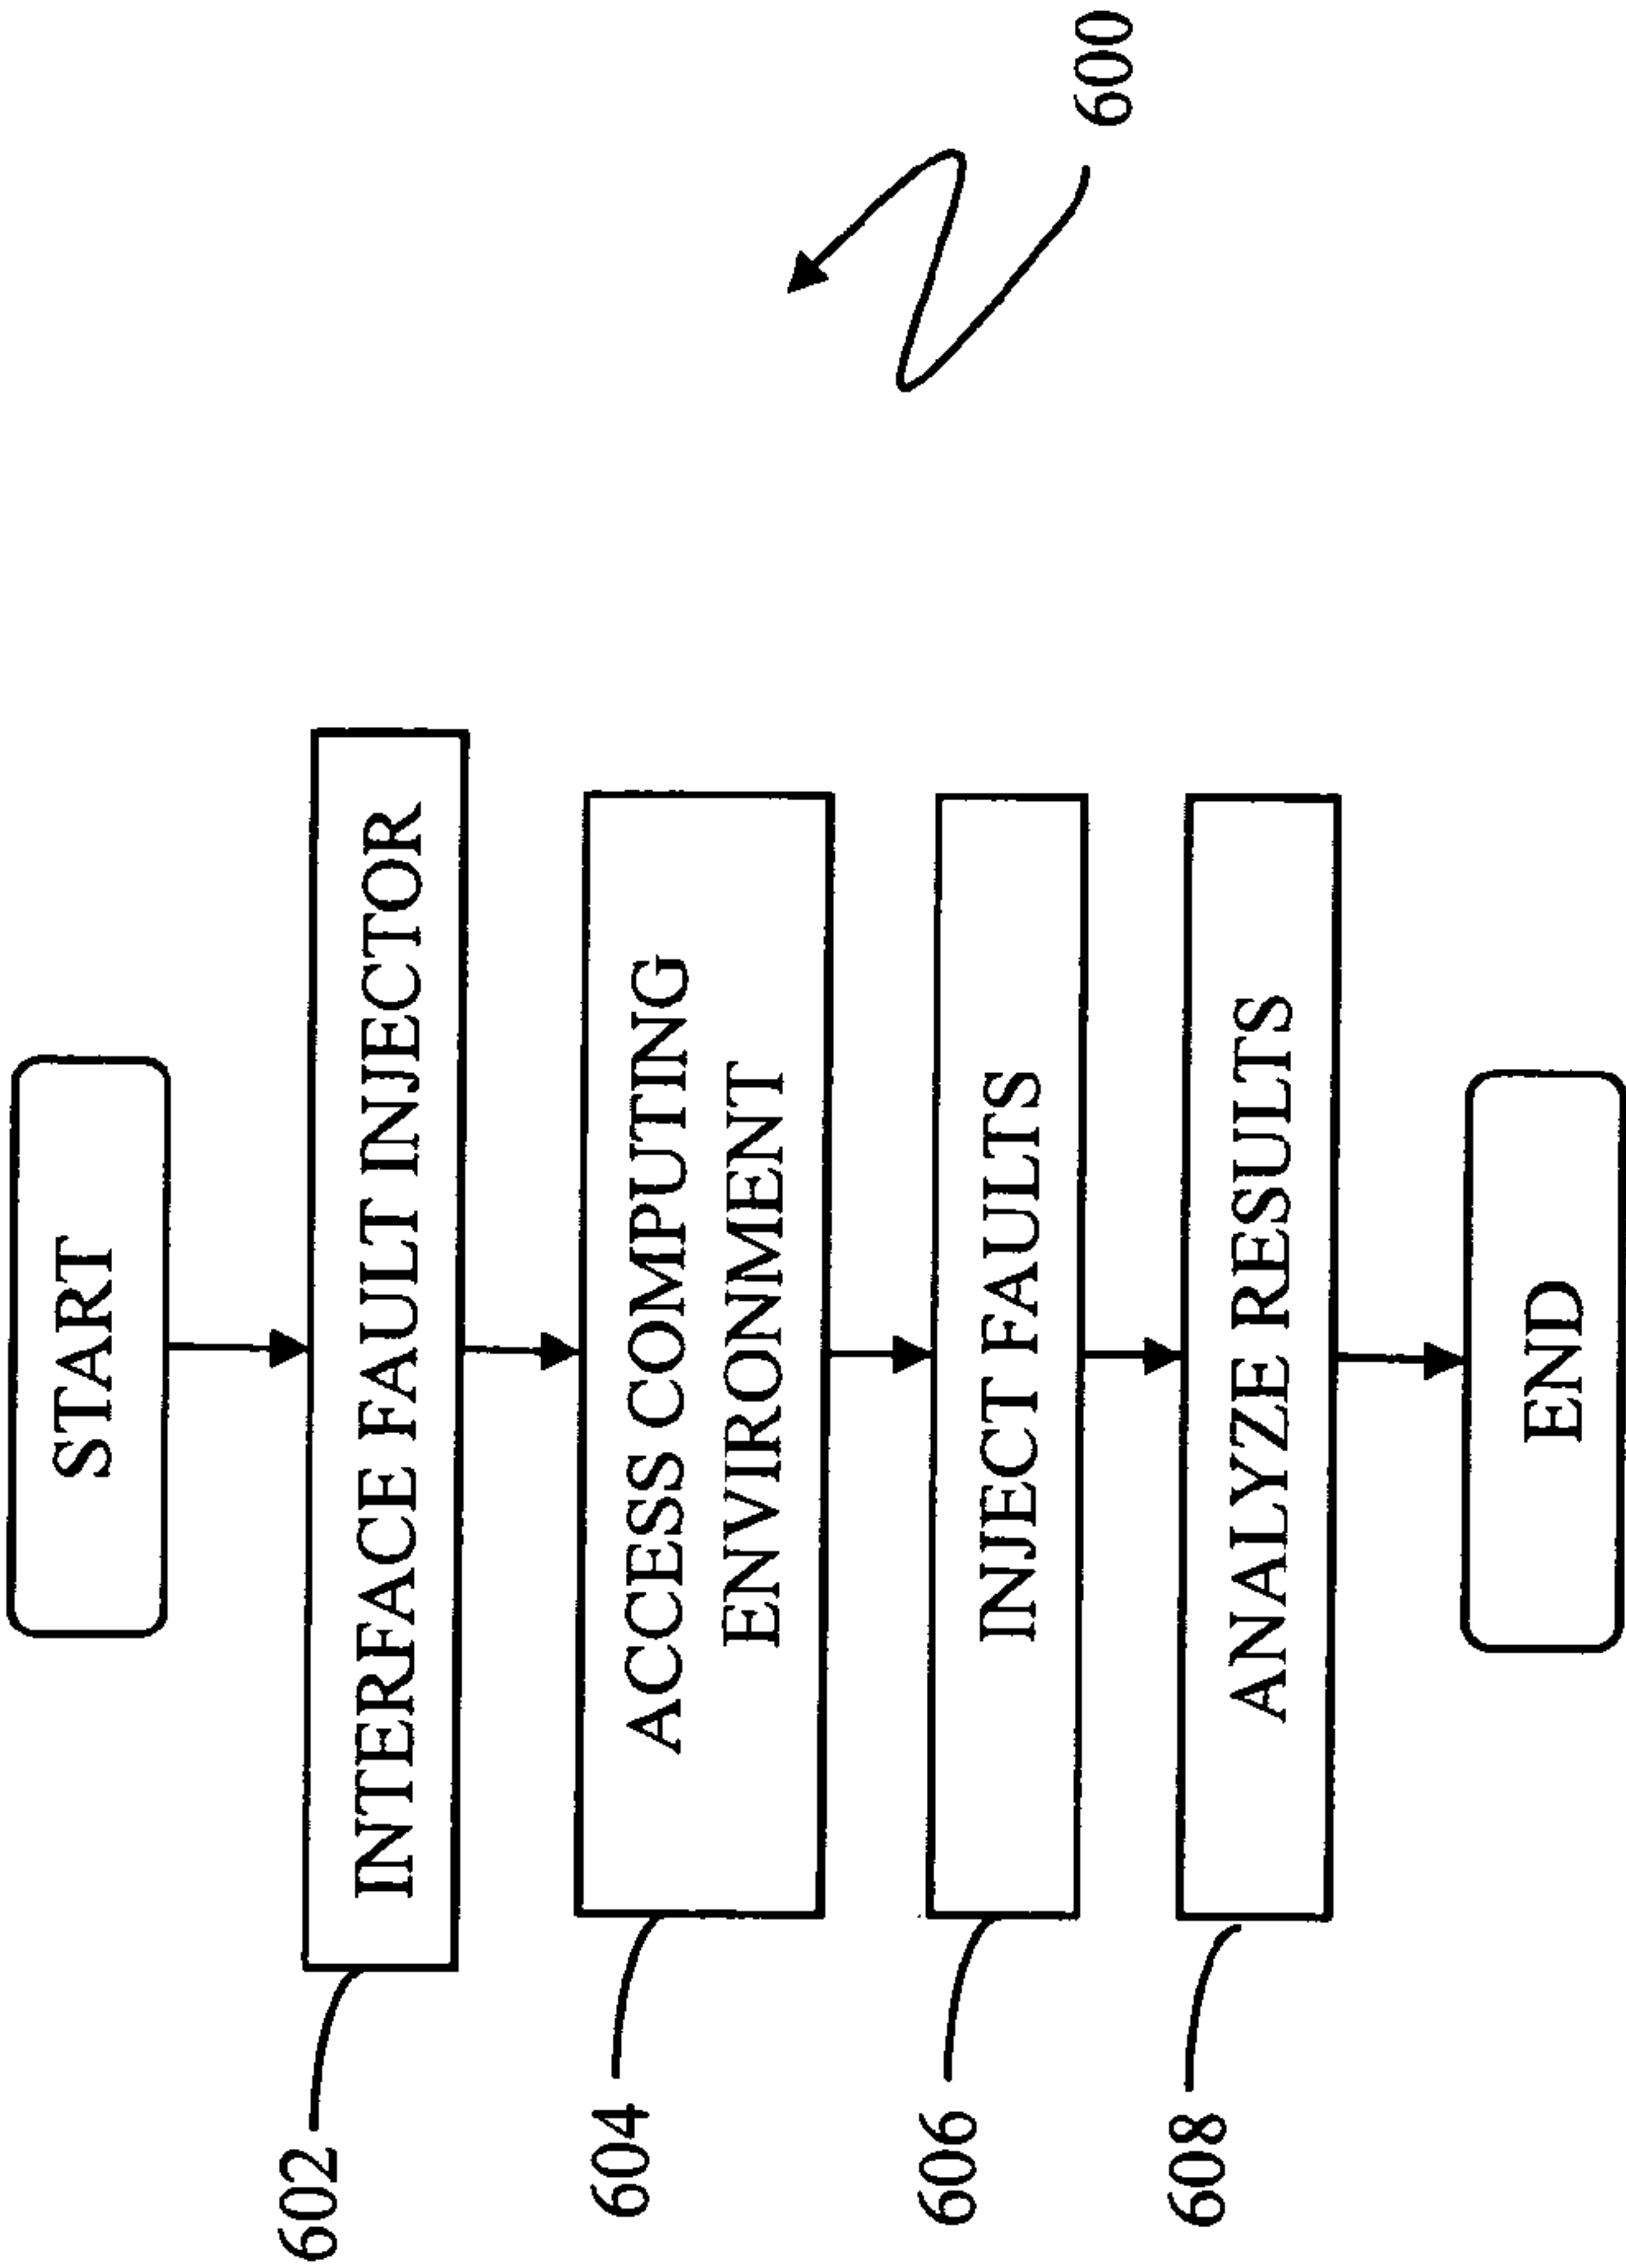 START
602
INTERFACE FAULT INJECTOR
604
ACCESS COMPUTING
ENVIRONMENT
606
INJECT FAULTS
608
ANALYZE RESULTS
END
600